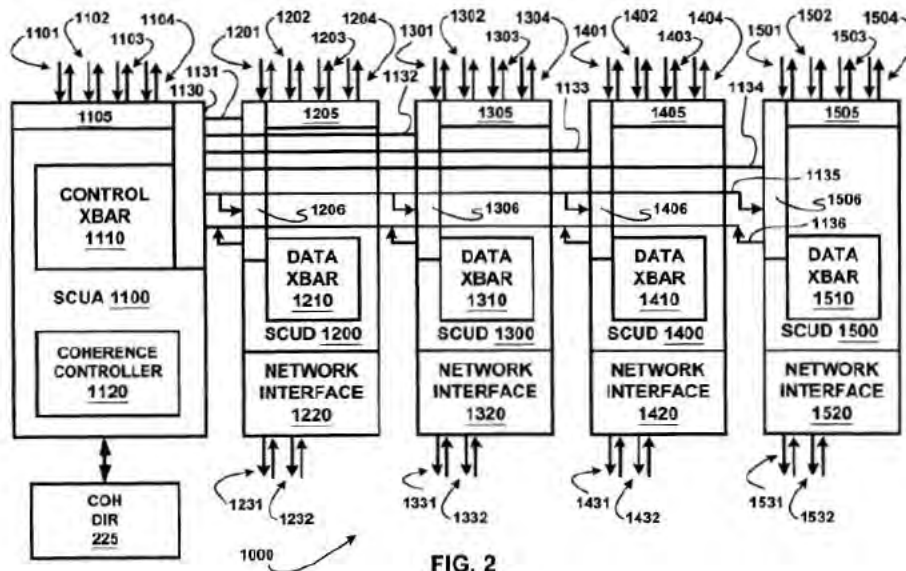 1101 1102 1103 1104 1201 1202 1203 1204 1301 1302 1303 1304 1401 1402 1403 1404 1501 1502 1503 1504
1131
1130
1132
1133
1134
1105
1205
1305
1405
1505
CONTROL
XBAR
1110
1135
1206
1306
1406
1506
1136
SCUA 1100
DATA
XBAR
1210
SCUD 1200
DATA
XBAR
1310
SCUD 1300
DATA
XBAR
1410
SCUD 1400
DATA
XBAR
1510
SCUD 1500
COHERENCE
CONTROLLER
1120
NETWORK
INTERFACE
1220
NETWORK
INTERFACE
1320
NETWORK
INTERFACE
1420
NETWORK
INTERFACE
1520
COH
DIR
225
1231
1232
1331
1332
1431
1432
1531
1532
1000
FIG. 2